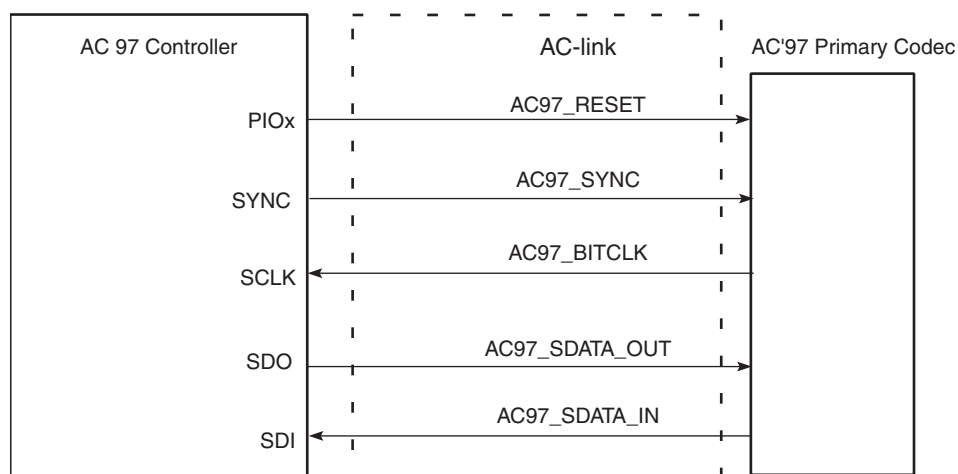 AC 97 Controller
AC-link
AC'97 Primary Codec
PIOx
AC97_RESET
SYNC
AC97_SYNC
SCLK
AC97_BITCLK
SDO
AC97_SDATA_OUT
SDI
AC97_SDATA_IN